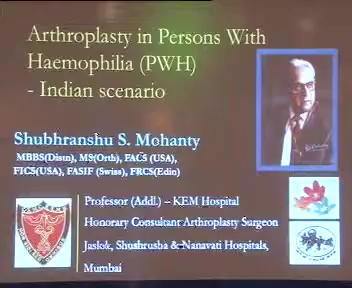 Arthroplasty in Persons With
Haemophilia (PWH)
- Indian scenario
Shubhranshu S. Mohanty
MBBS(Distn), MS(Orth), FACS (USA),
FICS(USA), FASIF (Swiss), FRCS(Edin)
Professor (Addl.) – KEM Hospital
Honorary Consultant Arthroplasty Surgeon
Jaslok, Shushrusha & Nanavati Hospitals,
Mumbai